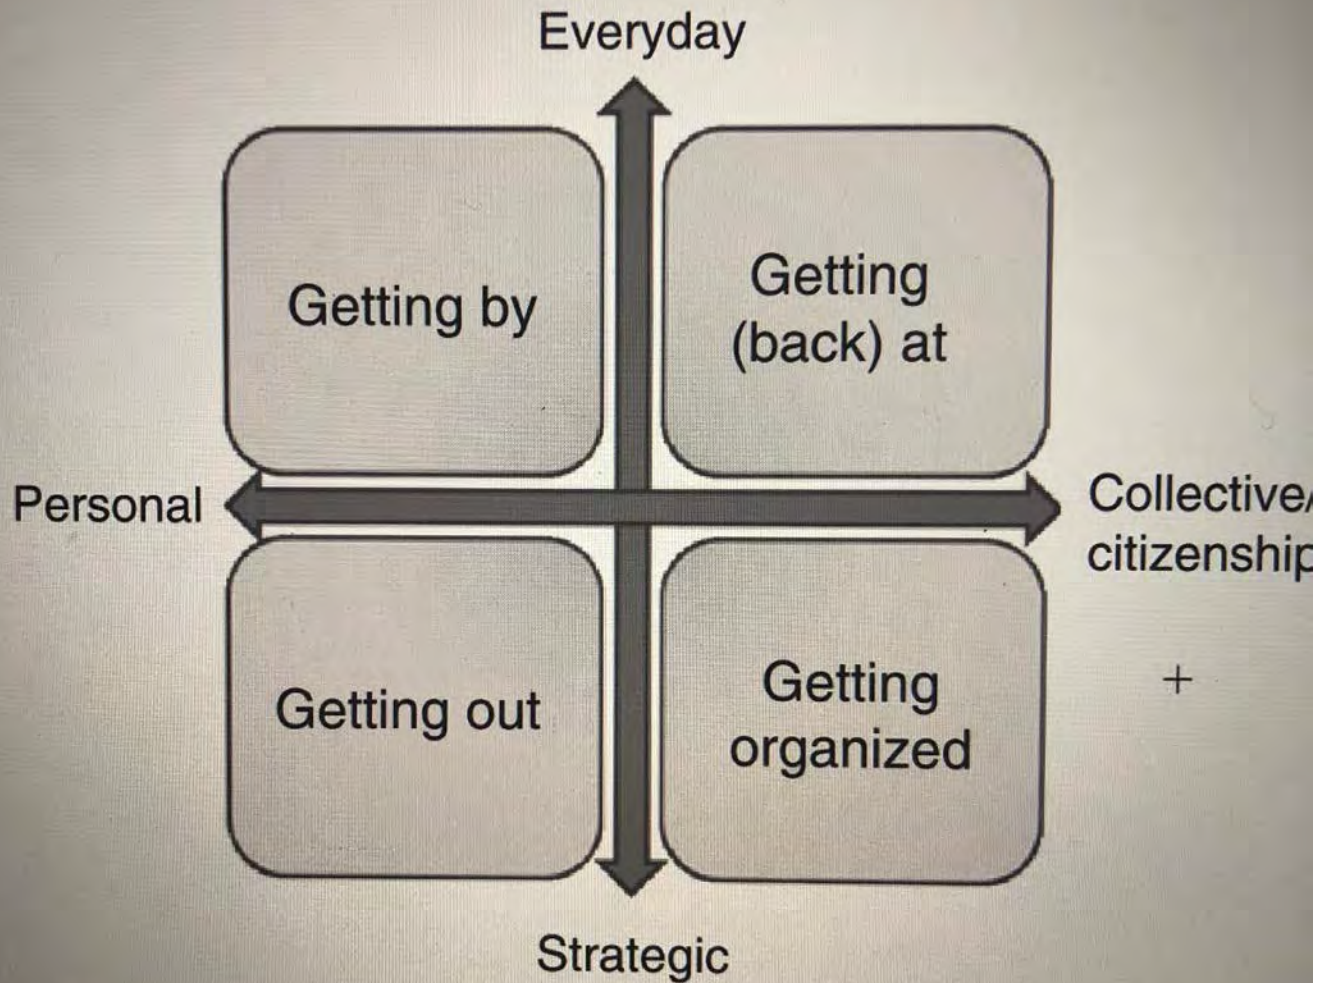 Everyday
Getting by
Getting
(back) at
Personal
Collective/
citizenship
Getting out
Getting
organized
+
Strategic